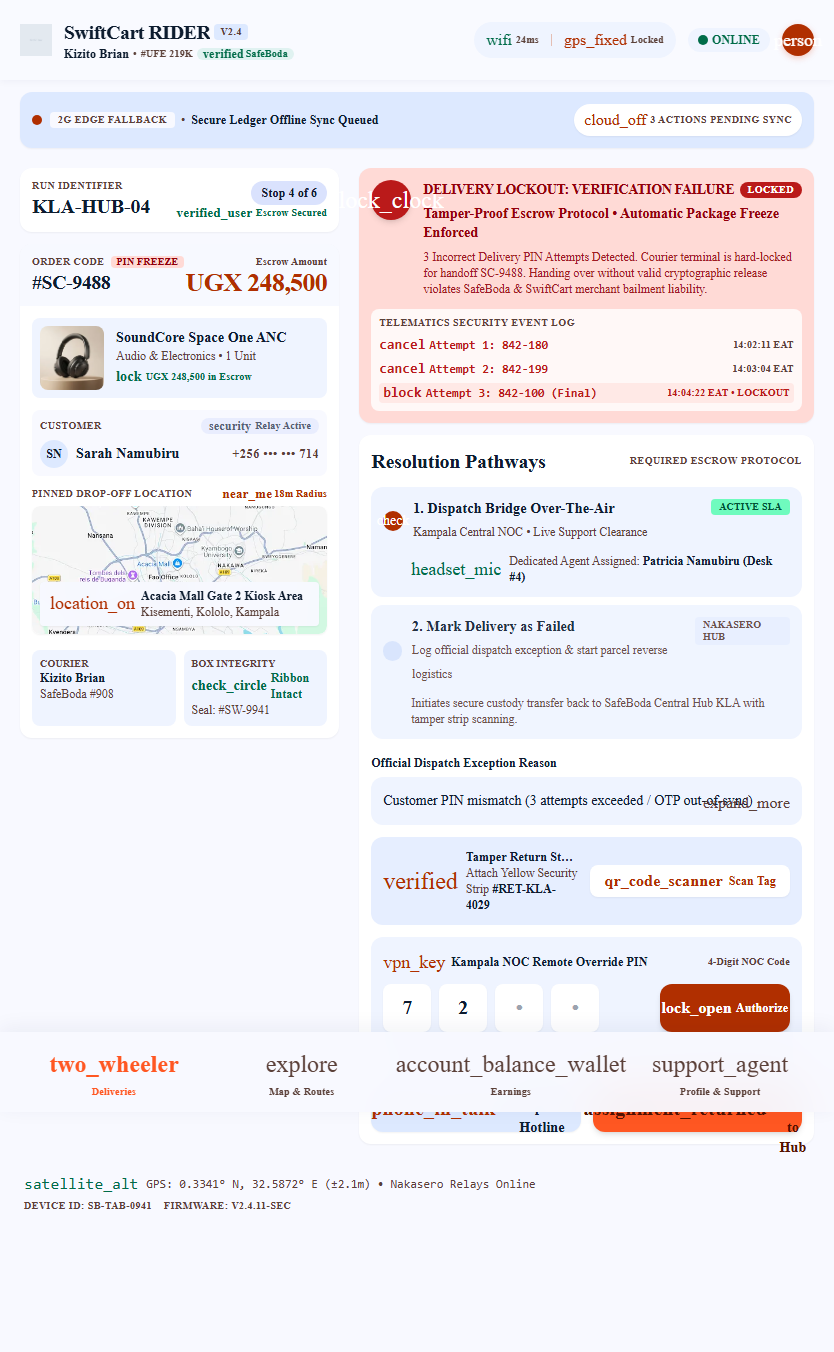 SwiftCart RIDER V2.4
Kizito Brian • #UFE 219K verified SafeBoda
wifi 24ms gps_fixed Locked
ONLINE
2G EDGE FALLBACK • Secure Ledger Offline Sync Queued
cloud_off 3 ACTIONS PENDING SYNC
RUN IDENTIFIER
KLA-HUB-04
Stop 4 of 6
verified_user Escrow Secured
ORDER CODE PIN FREEZE
#SC-9488
Escrow Amount
UGX 248,500
SoundCore Space One ANC
Audio & Electronics • 1 Unit
lock UGX 248,500 in Escrow
CUSTOMER
security Relay Active
SN Sarah Namubiru
+256 ••• ••• 714
PINNED DROP-OFF LOCATION
near_me 18m Radius
KAWEMPE
KAWEMPE DIVISION
Nansana
Kyambogo University
NAKAWA
Acacia Mall
location_on
Acacia Mall Gate 2 Kiosk Area
Kisementi, Kololo, Kampala
COURIER
Kizito Brian
SafeBoda #908
BOX INTEGRITY
check_circle Ribbon Intact
Seal: #SW-9941
lock_clock
DELIVERY LOCKOUT: VERIFICATION FAILURE
LOCKED
Tamper-Proof Escrow Protocol • Automatic Package Freeze
Enforced
3 Incorrect Delivery PIN Attempts Detected. Courier terminal is hard-locked
for handoff SC-9488. Handing over without valid cryptographic release
violates SafeBoda & SwiftCart merchant bailment liability.
TELEMATICS SECURITY EVENT LOG
cancel Attempt 1: 842-180 14:02:11 EAT
cancel Attempt 2: 842-199 14:03:04 EAT
block Attempt 3: 842-100 (Final) 14:04:22 EAT • LOCKOUT
Resolution Pathways
REQUIRED ESCROW PROTOCOL
1. Dispatch Bridge Over-The-Air
ACTIVE SLA
Kampala Central NOC • Live Support Clearance
headset_mic
Dedicated Agent Assigned: Patricia Namubiru (Desk
#4)
2. Mark Delivery as Failed
NAKASERO
HUB
Log official dispatch exception & start parcel reverse
logistics
Initiates secure custody transfer back to SafeBoda Central Hub KLA with
tamper strip scanning.
Official Dispatch Exception Reason
Customer PIN mismatch (3 attempts exceeded / OTP out-of-sync)
expand_more
verified
Tamper Return St...
Attach Yellow Security
Strip #RET-KLA-
4029
qr_code_scanner Scan Tag
vpn_key Kampala NOC Remote Override PIN
4-Digit NOC Code
7 2 • •
lock_open Authorize
two_wheeler
Deliveries
explore
Map & Routes
account_balance_wallet
Earnings
support_agent
Profile & Support
phone_in_talk
Hotline
assignment_returned
to
Hub
satellite_alt GPS: 0.3341° N, 32.5872° E (±2.1m) • Nakasero Relays Online
DEVICE ID: SB-TAB-0941 FIRMWARE: V2.4.11-SEC